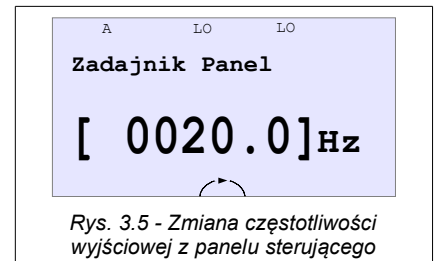 A LO LO
Zadajnik Panel
[ 0020.0]Hz
Rys. 3.5 - Zmiana częstotliwości
wyjściowej z panelu sterującego